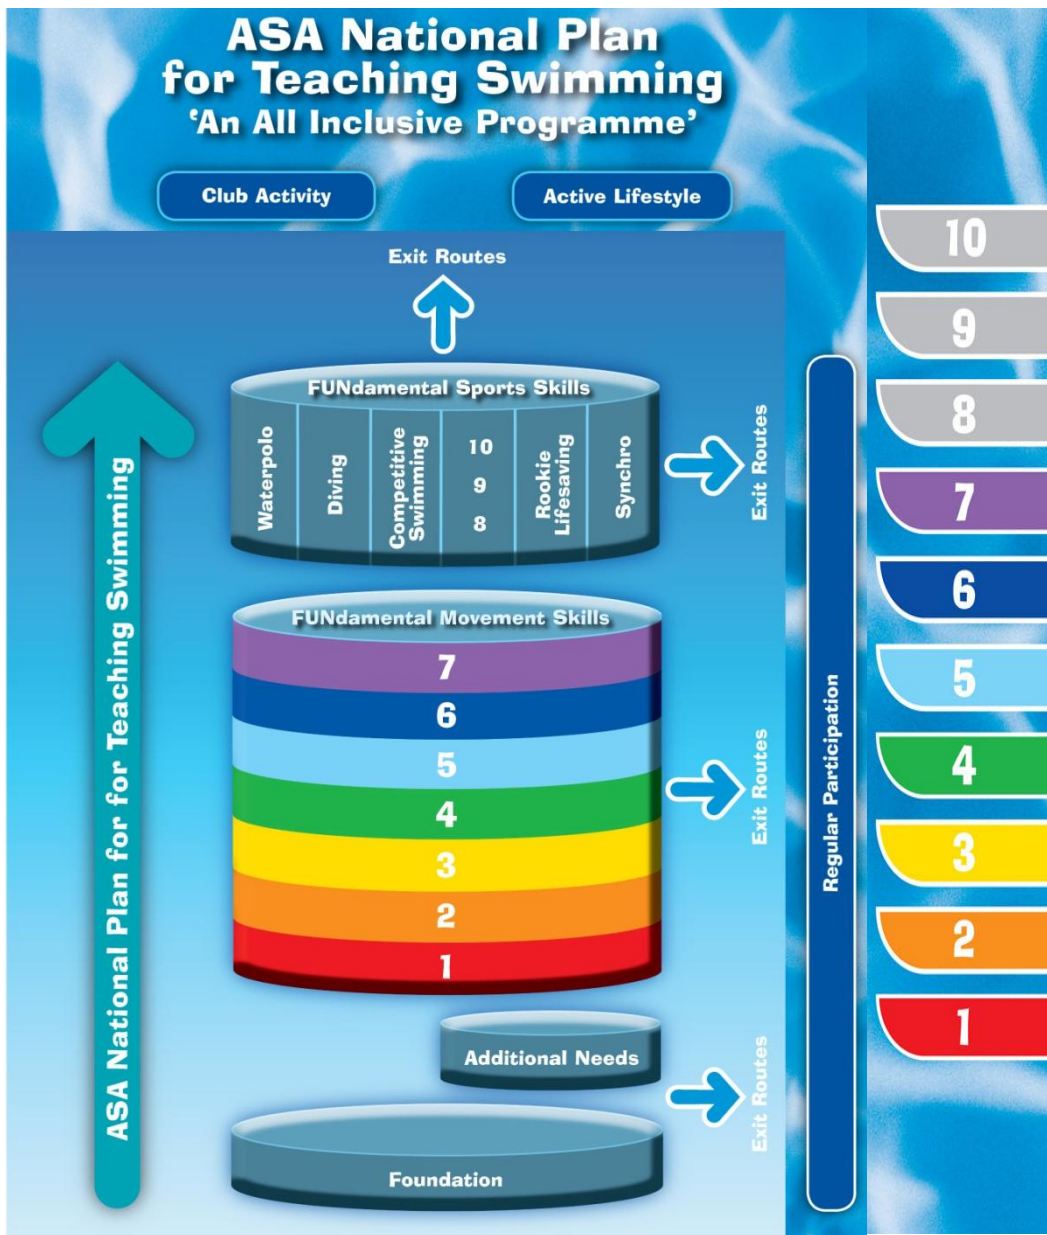 ASA National Plan
for Teaching Swimming
‘An All Inclusive Programme’
Club Activity
Active Lifestyle
Exit Routes
FUNdamental Sports Skills
Waterpolo
Diving
Competitive
Swimming
10
9
8
Rookie
Lifesaving
Synchro
Exit Routes
FUNdamental Movement Skills
7
6
5
4
3
2
1
Exit Routes
Additional Needs
Foundation
Exit Routes
ASA National Plan for for Teaching Swimming
Regular Participation
10
9
8
7
6
5
4
3
2
1